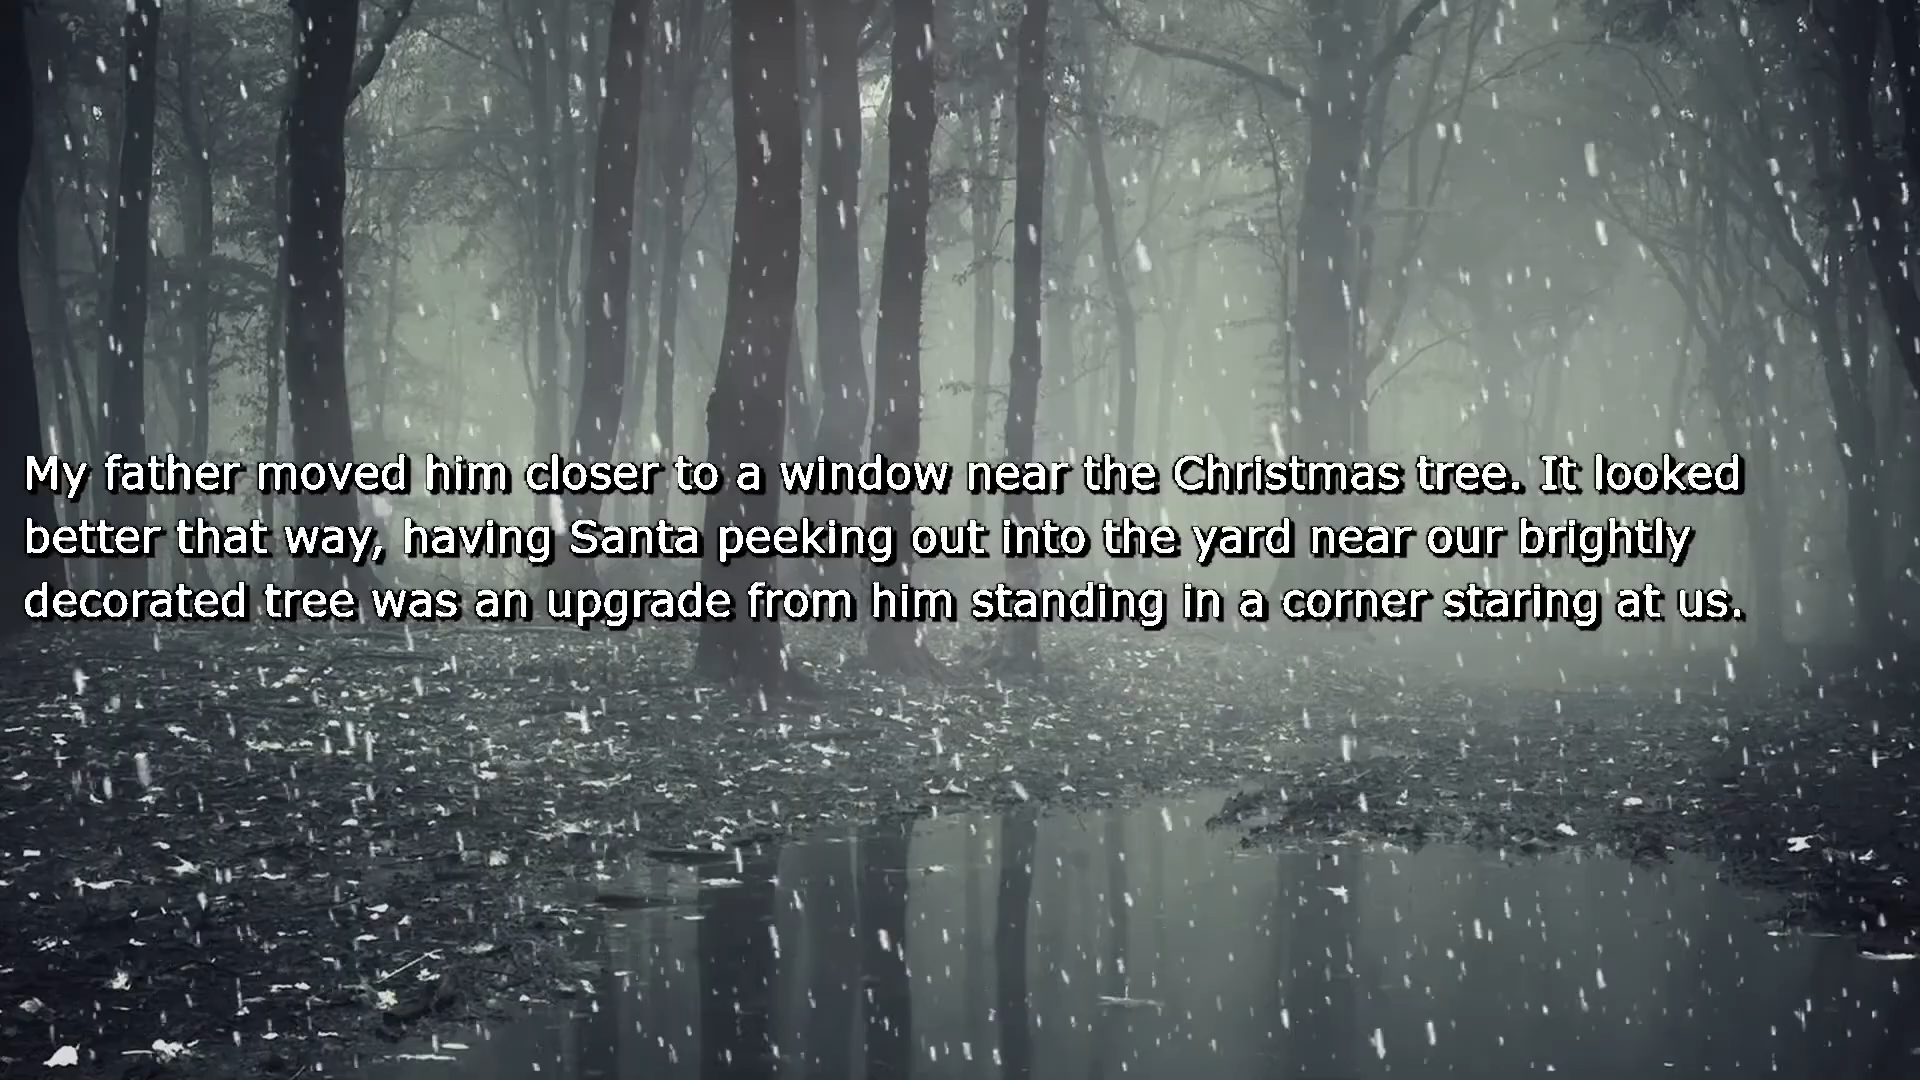 My father moved him closer to a window near the Christmas tree. It looked
better that way, having Santa peeking out into the yard near our brightly
decorated tree was an upgrade from him standing in a corner staring at us.